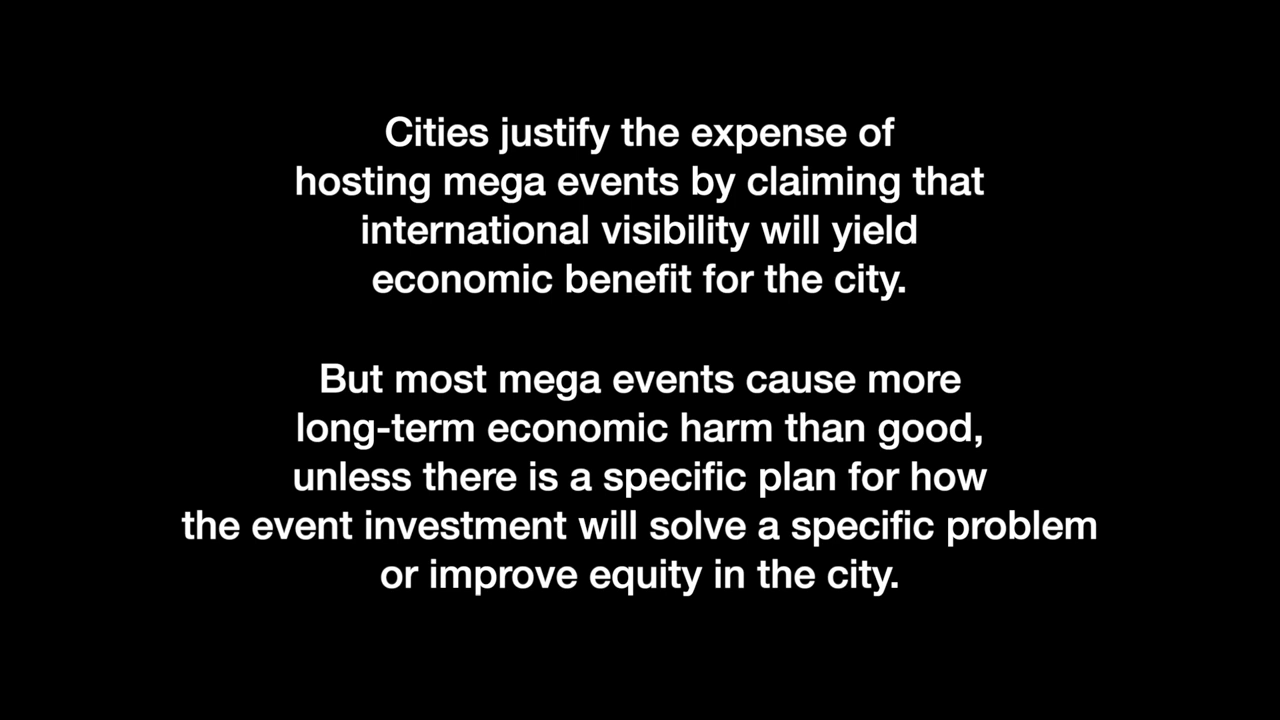 Cities justify the expense of
hosting mega events by claiming that
international visibility will yield
economic benefit for the city.
But most mega events cause more
long-term economic harm than good,
unless there is a specific plan for how
the event investment will solve a specific problem
or improve equity in the city.